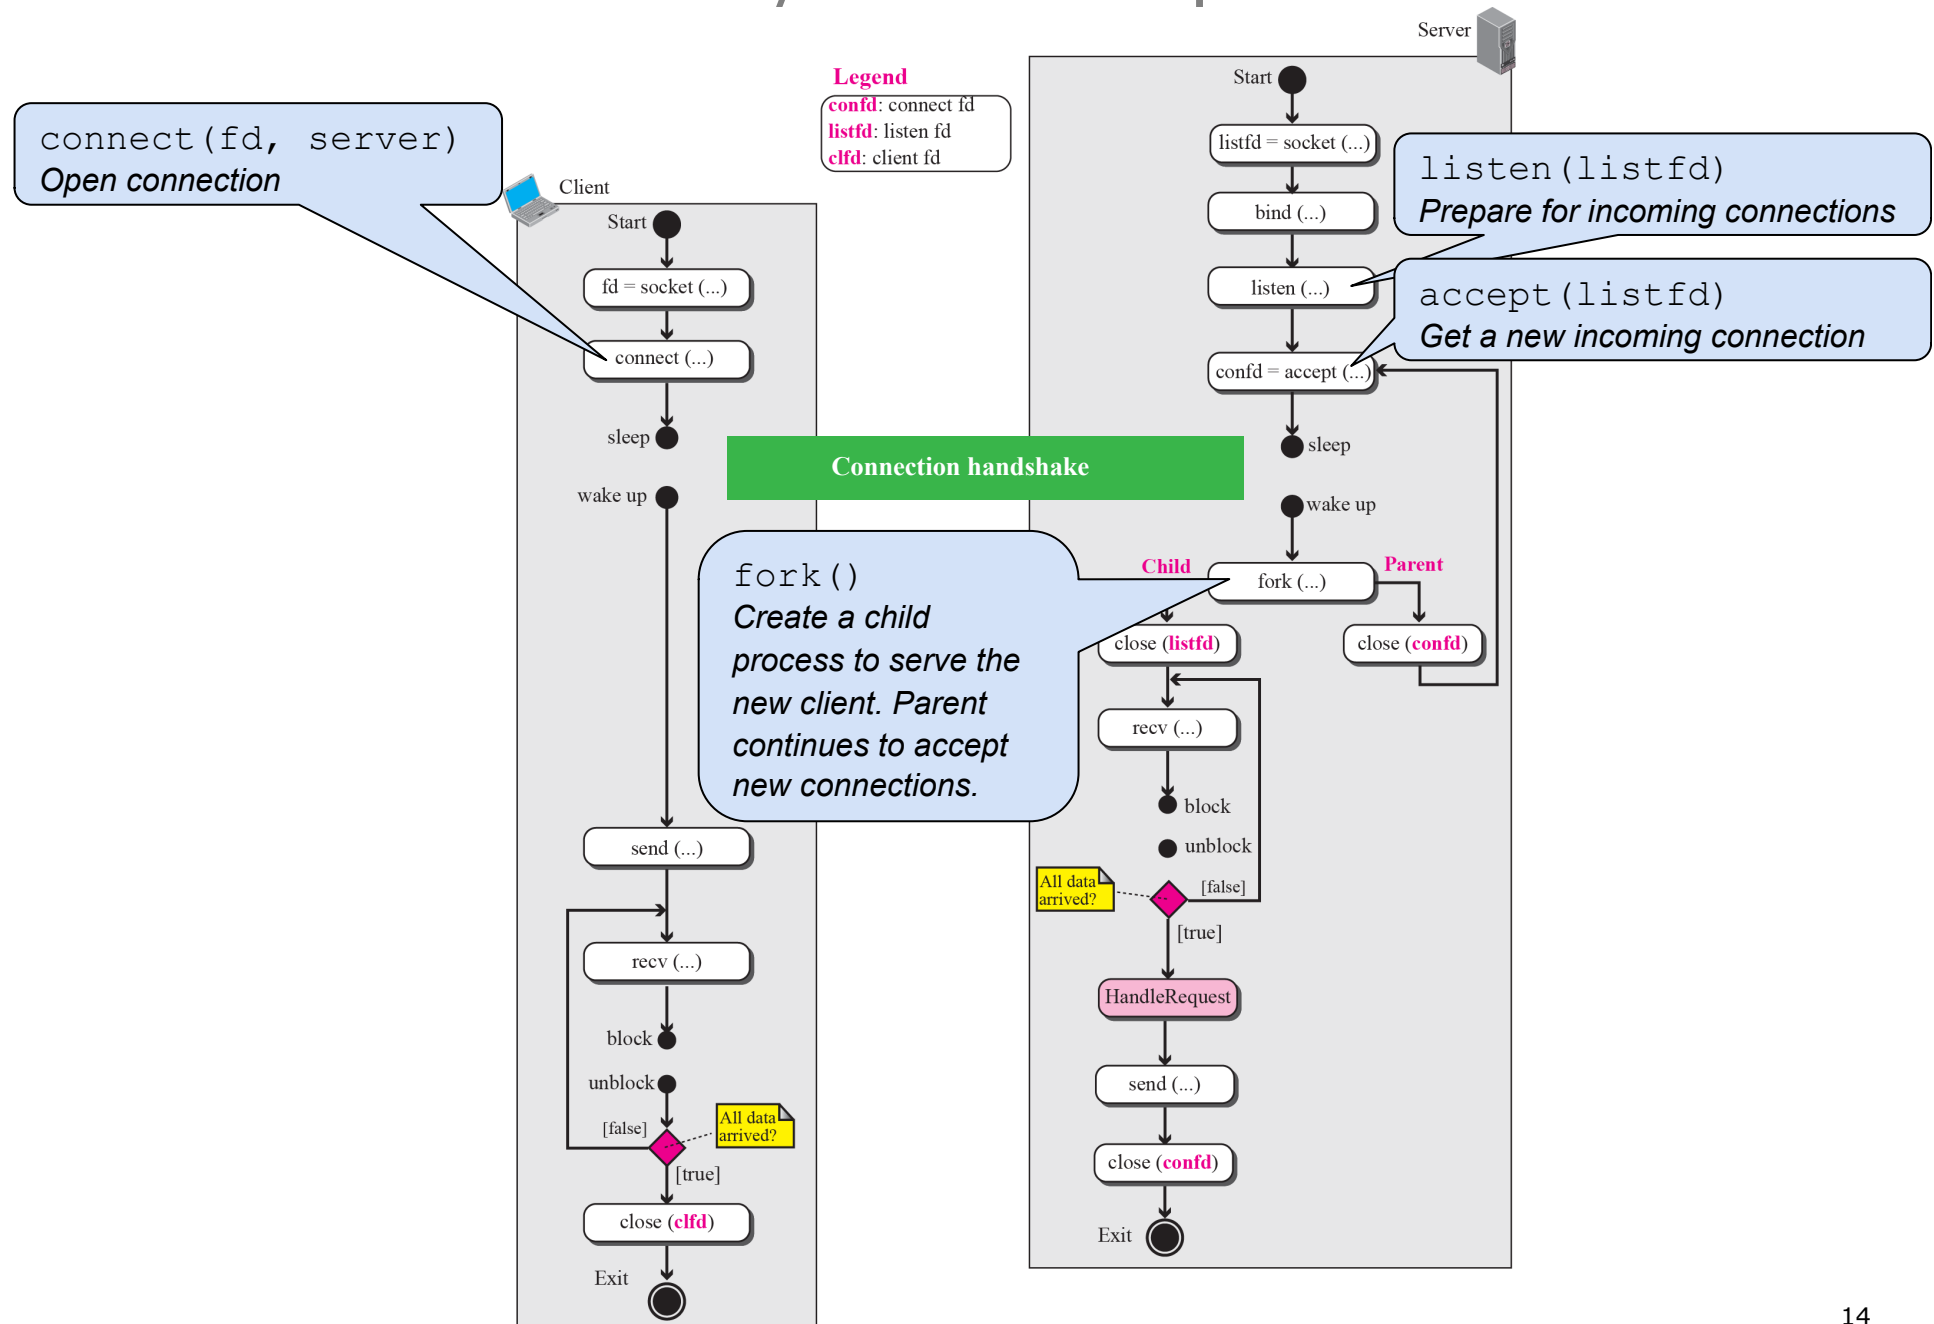 Server
Legend
confd: connect fd
listfd: listen fd
clfd: client fd
connect(fd, server)
Open connection
Client
Start
fd = socket (...)
connect (...)
sleep
wake up
send (...)
recv (...)
block
unblock
[false]
All data
arrived?
[true]
close (clfd)
Exit
Connection handshake
Start
listfd = socket (...)
bind (...)
listen (...)
confd = accept (...)
sleep
wake up
listen(listfd)
Prepare for incoming connections
accept(listfd)
Get a new incoming connection
fork()
Create a child
process to serve the
new client. Parent
continues to accept
new connections.
Child
fork (...)
Parent
close (listfd)
close (confd)
recv (...)
block
unblock
All data
arrived?
[false]
[true]
HandleRequest
send (...)
close (confd)
Exit
14